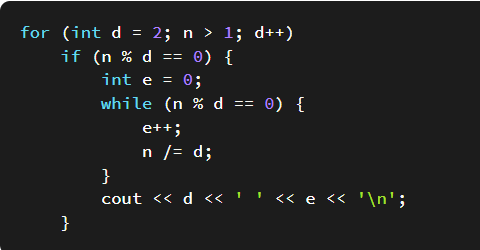 for (int d = 2; n > 1; d++)
    if (n % d == 0) {
        int e = 0;
        while (n % d == 0) {
            e++;
            n /= d;
        }
        cout << d << ' ' << e << '\n';
    }